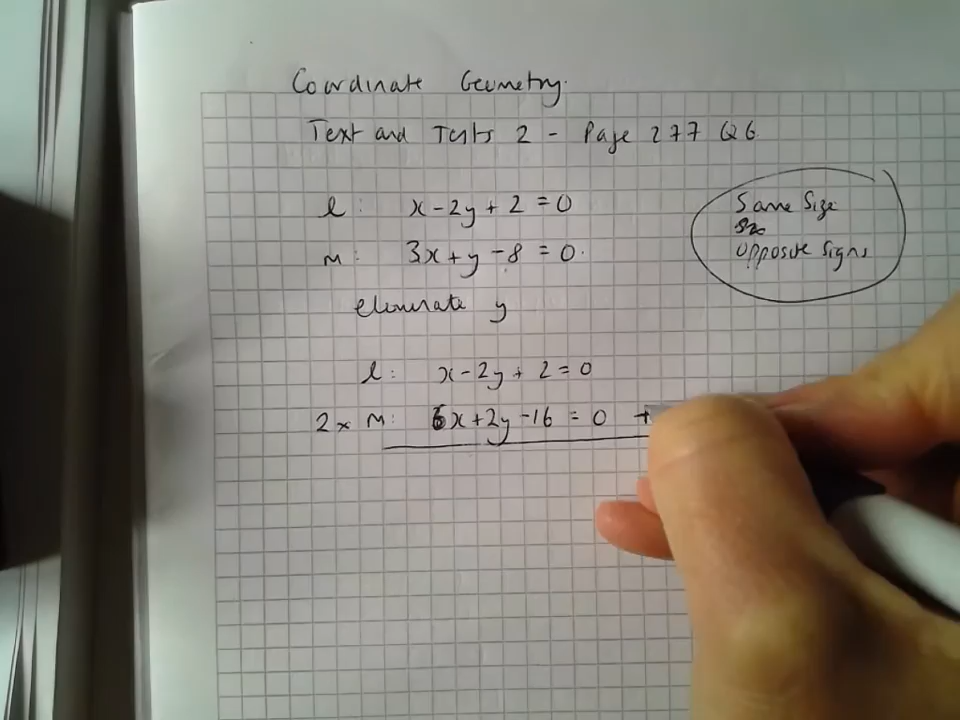 Coordinate Geometry.
Text and Tests 2 - Page 277 Q6
l: x - 2y + 2 = 0
m: 3x + y - 8 = 0.
Same Size
opposite signs
eliminate y
l: x - 2y + 2 = 0
2 x m: 6x + 2y - 16 = 0 +